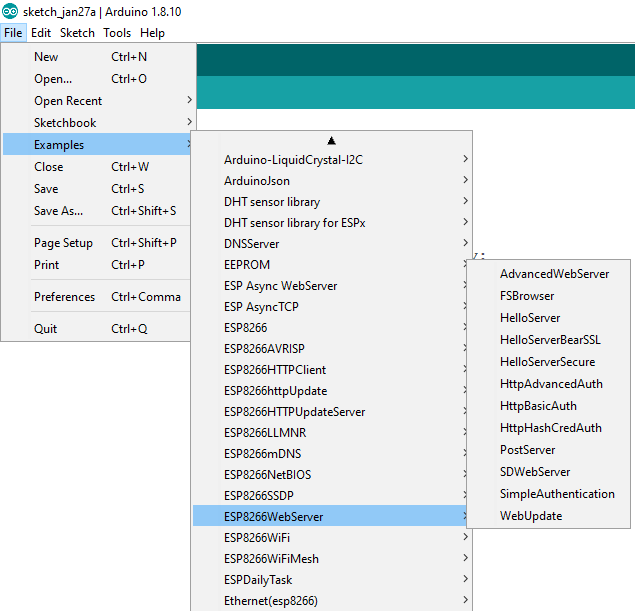 sketch_jan27a | Arduino 1.8.10
File Edit Sketch Tools Help
New Ctrl+N
Open... Ctrl+O
Open Recent
Sketchbook
Examples
Close Ctrl+W
Save Ctrl+S
Save As... Ctrl+Shift+S
Page Setup Ctrl+Shift+P
Print Ctrl+P
Preferences Ctrl+Comma
Quit Ctrl+Q
Arduino-LiquidCrystal-I2C
ArduinoJson
DHT sensor library
DHT sensor library for ESPx
DNSServer
EEPROM
ESP Async WebServer
ESP AsyncTCP
ESP8266
ESP8266AVRISP
ESP8266HTTPClient
ESP8266httpUpdate
ESP8266HTTPUpdateServer
ESP8266LLMNR
ESP8266mDNS
ESP8266NetBIOS
ESP8266SSDP
ESP8266WebServer
ESP8266WiFi
ESP8266WiFiMesh
ESPDailyTask
Ethernet(esp8266)
AdvancedWebServer
FSBrowser
HelloServer
HelloServerBearSSL
HelloServerSecure
HttpAdvancedAuth
HttpBasicAuth
HttpHashCredAuth
PostServer
SDWebServer
SimpleAuthentication
WebUpdate